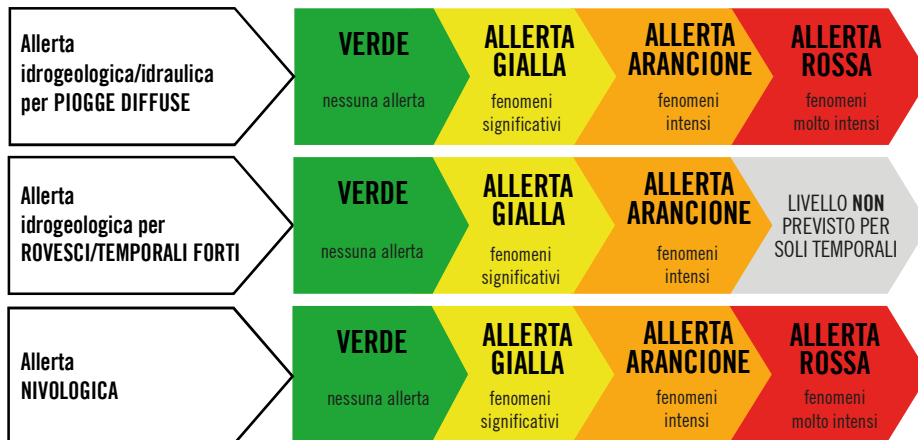 Allerta
idrogeologica/idraulica
per PIOGGE DIFFUSE
VERDE
nessuna allerta
ALLERTA
GIALLA
fenomeni
significativi
ALLERTA
ARANCIONE
fenomeni
intensi
ALLERTA
ROSSA
fenomeni
molto intensi
Allerta
idrogeologica per
ROVESCI/TEMPORALI FORTI
VERDE
nessuna allerta
ALLERTA
GIALLA
fenomeni
significativi
ALLERTA
ARANCIONE
fenomeni
intensi
LIVELLO NON
PREVISTO PER
SOLI TEMPORALI
Allerta
NIVOLOGICA
VERDE
nessuna allerta
ALLERTA
GIALLA
fenomeni
significativi
ALLERTA
ARANCIONE
fenomeni
intensi
ALLERTA
ROSSA
fenomeni
molto intensi